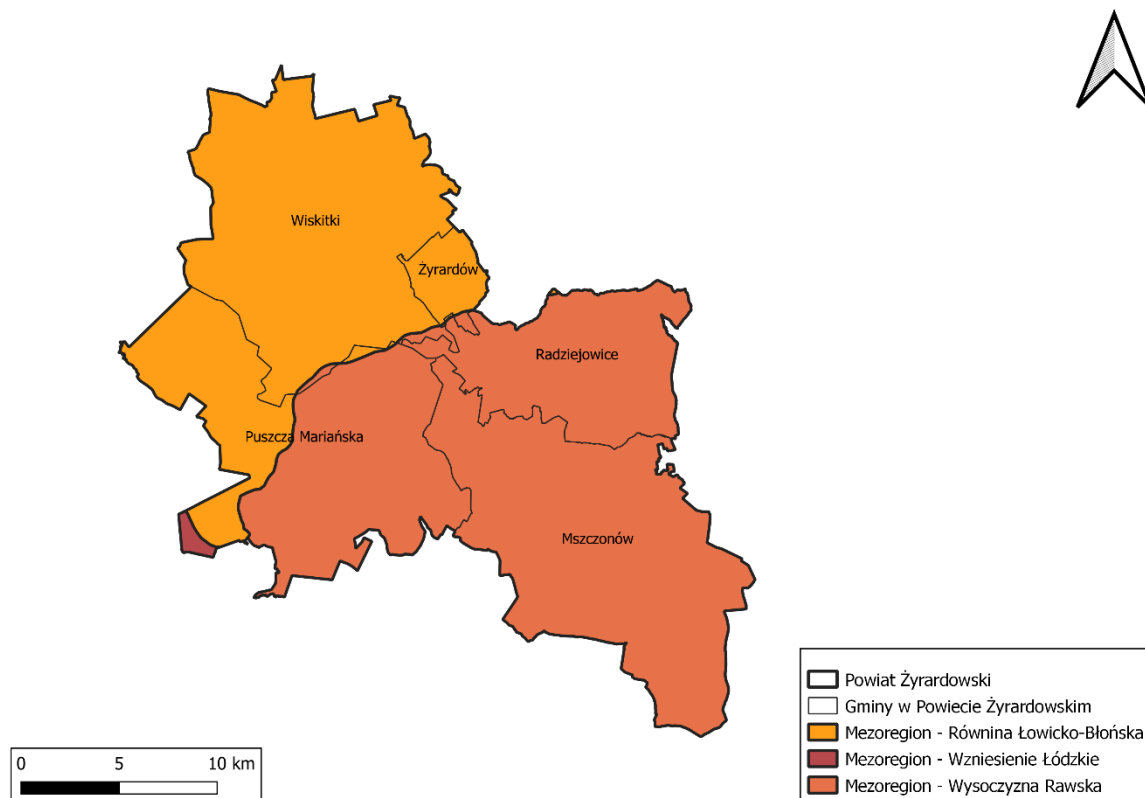 Wiskitki
Żyrardów
Radziejowice
Puszcza Mariańska
Mszczonów
Powiat Żyrardowski
Gminy w Powiecie Żyrardowskim
Mezoregion - Równina Łowicko-Błońska
Mezoregion - Wzniesienie Łódzkie
Mezoregion - Wysoczyzna Rawska
0 5 10 km